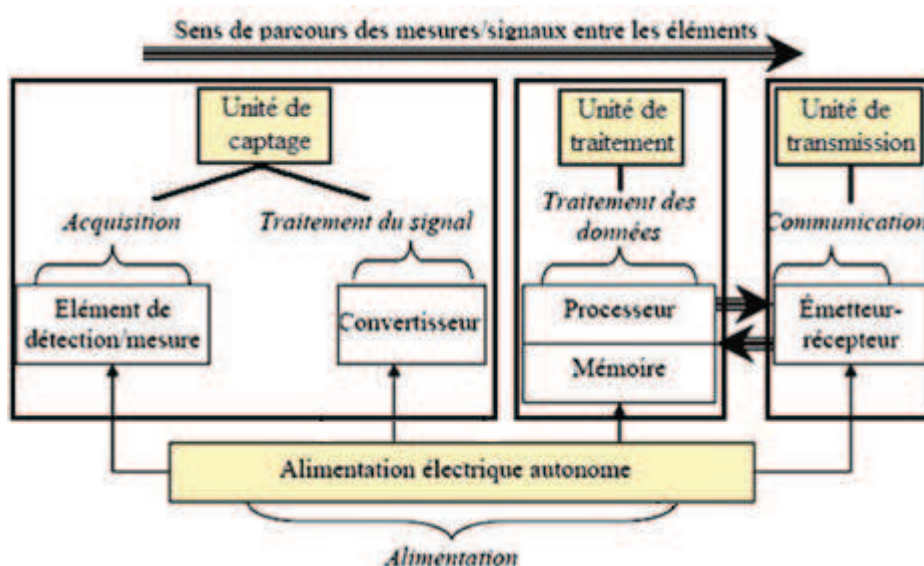 Sens de parcours des mesures/signaux entre les éléments
Unité de
captage
Unité de
traitement
Unité de
transmission
Acquisition
Traitement du signal
Traitement des
données
Communication
Elément de
détection/mesure
Convertisseur
Processeur
Mémoire
Émetteur-
récepteur
Alimentation électrique autonome
Alimentation